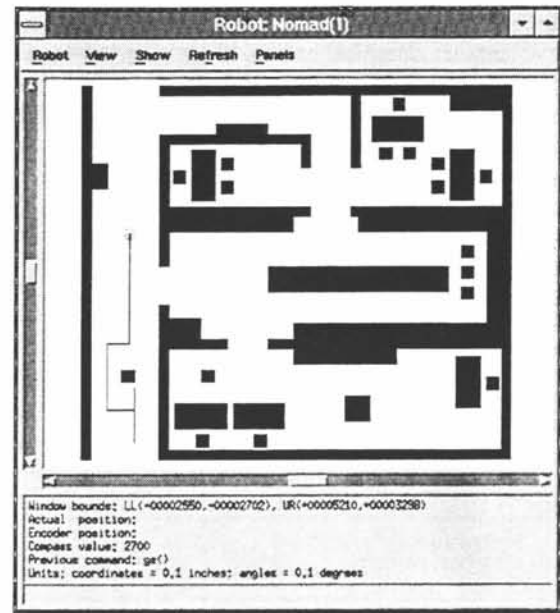 Robot: Nomad(1)
Robot View Show Refresh Panels
Window bounds: LL(-00002550,-00002702), UR(+00005210,+00003298)
Actual position:
Encoder position:
Compass value: 2700
Previous command: gs()
Units: coordinates = 0.1 inches; angles = 0.1 degrees